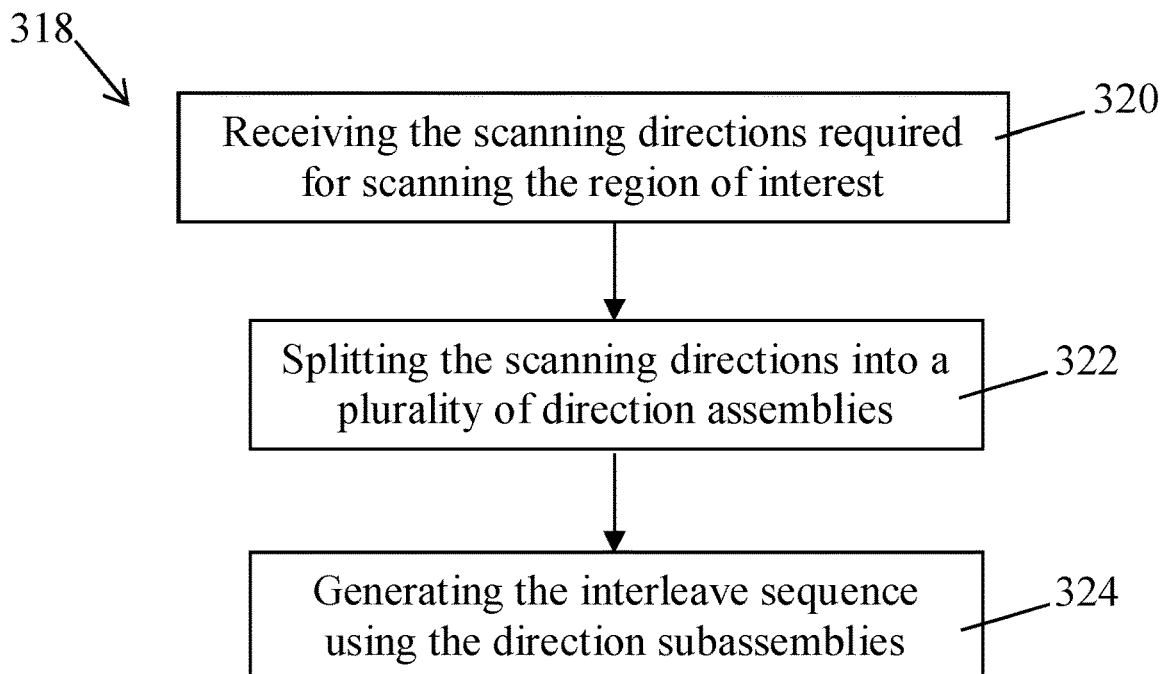 318
320
Receiving the scanning directions required
for scanning the region of interest
Splitting the scanning directions into a
plurality of direction assemblies
322
Generating the interleave sequence
using the direction subassemblies
324